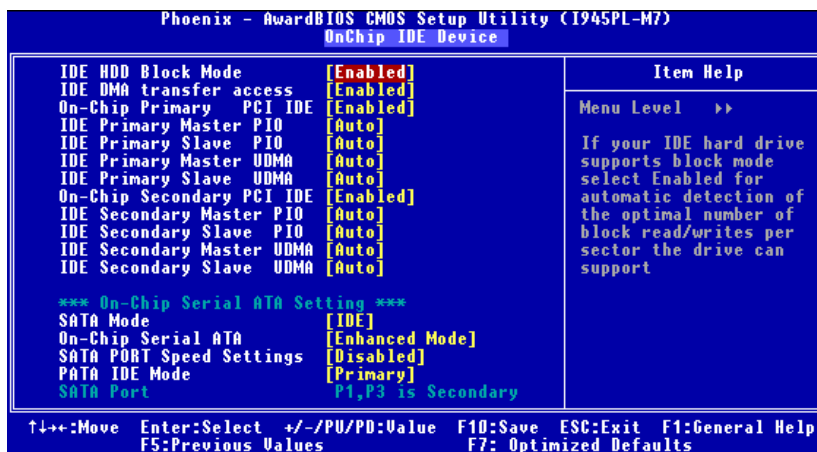 Phoenix - AwardBIOS CMOS Setup Utility (I945PL-M7)
OnChip IDE Device
IDE HDD Block Mode [Enabled]
IDE DMA transfer access [Enabled]
On-Chip Primary PCI IDE [Enabled]
IDE Primary Master PIO [Auto]
IDE Primary Slave PIO [Auto]
IDE Primary Master UDMA [Auto]
IDE Primary Slave UDMA [Auto]
On-Chip Secondary PCI IDE [Enabled]
IDE Secondary Master PIO [Auto]
IDE Secondary Slave PIO [Auto]
IDE Secondary Master UDMA [Auto]
IDE Secondary Slave UDMA [Auto]
*** On-Chip Serial ATA Setting ***
SATA Mode [IDE]
On-Chip Serial ATA [Enhanced Mode]
SATA PORT Speed Settings [Disabled]
PATA IDE Mode [Primary]
SATA Port P1,P3 is Secondary
Item Help
Menu Level ▸▸
If your IDE hard drive
supports block mode
select Enabled for
automatic detection of
the optimal number of
block read/writes per
sector the drive can
support
↑↓→←:Move Enter:Select +/-/PU/PD:Value F10:Save ESC:Exit F1:General Help
F5:Previous Values F7: Optimized Defaults